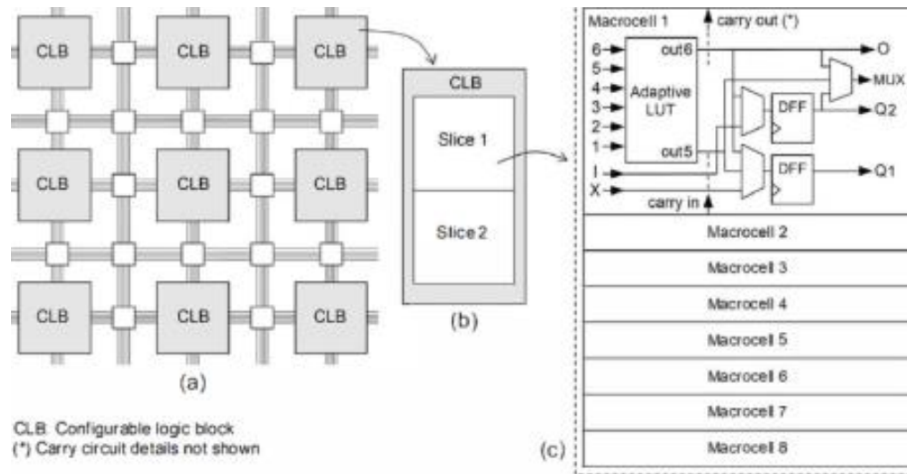 CLB
CLB
CLB
CLB
CLB
CLB
CLB
CLB
CLB
(a)
CLB: Configurable logic block
(*) Carry circuit details not shown
CLB
Slice 1
Slice 2
(b)
(c)
Macrocell 1
carry out (*)
6
5
4
3
2
1
I
X
out6
Adaptive
LUT
out5
DFF
DFF
O
MUX
Q2
Q1
carry in
Macrocell 2
Macrocell 3
Macrocell 4
Macrocell 5
Macrocell 6
Macrocell 7
Macrocell 8